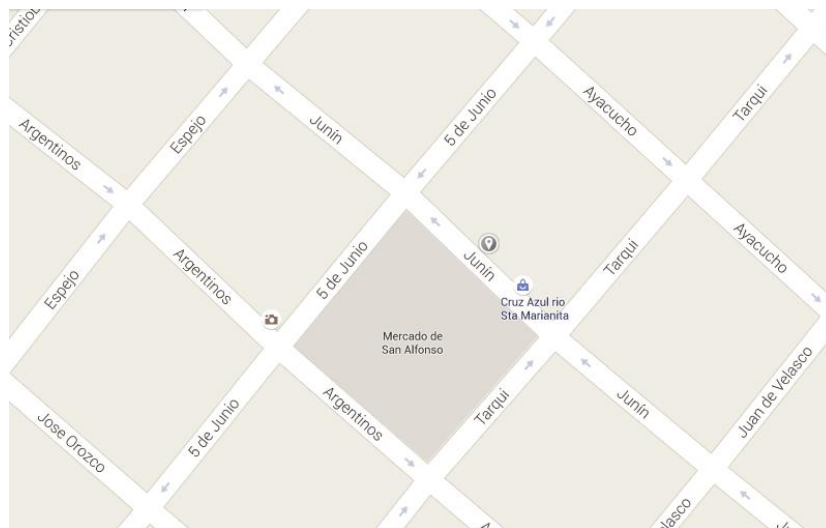 Ayacucho
Tarqui
5 de Junio
Espejo
Junín
Argentinos
Ayacucho
Junín
Tarqui
Argentinos
5 de Junio
Espejo
Cruz Azul rio
Sta Marianita
Mercado de
San Alfonso
Juan de Velasco
Junín
Tarqui
Argentinos
5 de Junio
Jose Orozco